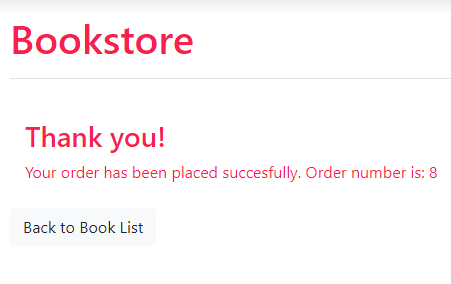 Bookstore
Thank you!
Your order has been placed succesfully. Order number is: 8
Back to Book List